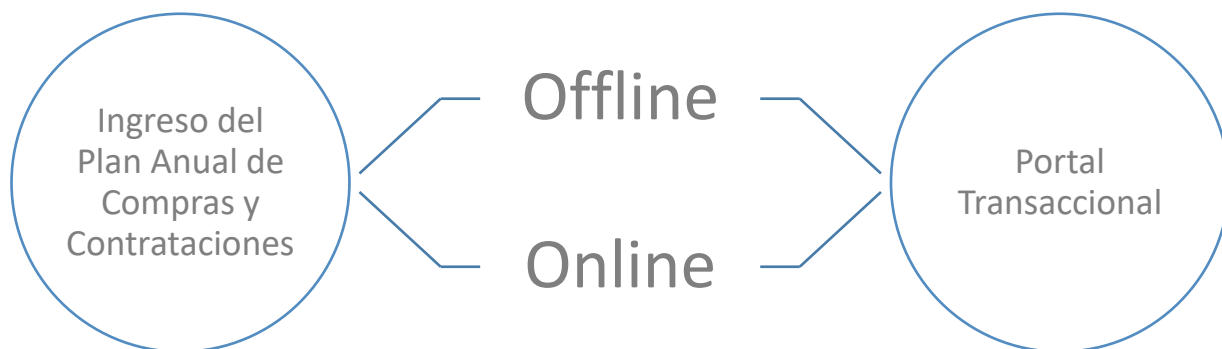 Ingreso del
Plan Anual de
Compras y
Contrataciones
Offline
Online
Portal
Transaccional